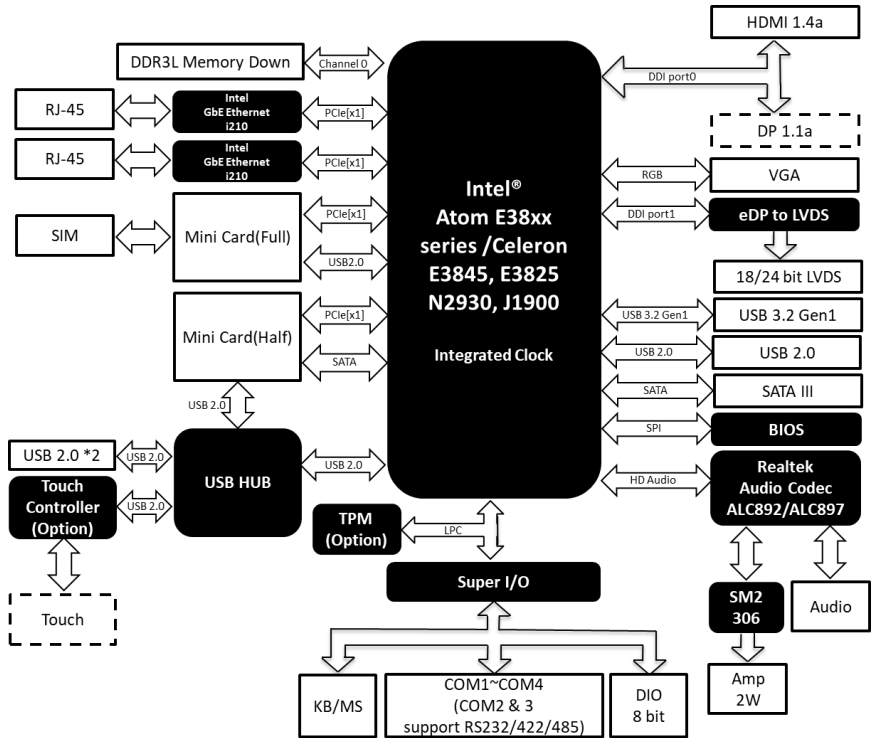 HDMI 1.4a
DDR3L Memory Down
Channel 0
DDI port0
RJ-45
Intel
GbE Ethernet
i210
PCIe[x1]
DP 1.1a
RJ-45
Intel
GbE Ethernet
i210
PCIe[x1]
RGB
VGA
SIM
Mini Card(Full)
PCIe[x1]
USB2.0
Intel®
Atom E38xx
series /Celeron
E3845, E3825
N2930, J1900
Integrated Clock
DDI port1
eDP to LVDS
18/24 bit LVDS
Mini Card(Half)
PCIe[x1]
SATA
USB 3.2 Gen1
USB 3.2 Gen1
USB 2.0
USB 2.0
SATA
SATA III
USB 2.0
SPI
BIOS
USB 2.0 *2
USB 2.0
USB HUB
USB 2.0
HD Audio
Realtek
Audio Codec
ALC892/ALC897
Touch
Controller
(Option)
USB 2.0
TPM
(Option)
LPC
Super I/O
Touch
SM2
306
Audio
KB/MS
COM1~COM4
(COM2 & 3
support RS232/422/485)
DIO
8 bit
Amp
2W